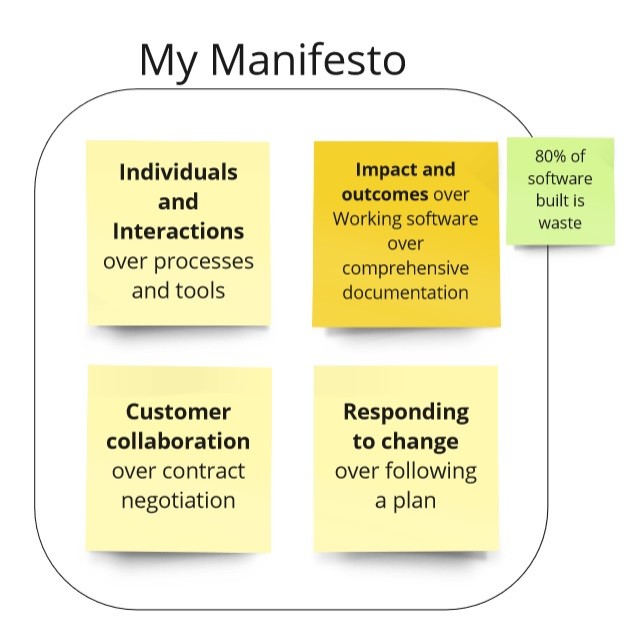 My Manifesto
Individuals
and
Interactions
over processes
and tools
Impact and
outcomes over
Working software
over
comprehensive
documentation
80% of
software
built is
waste
Customer
collaboration
over contract
negotiation
Responding
to change
over following
a plan